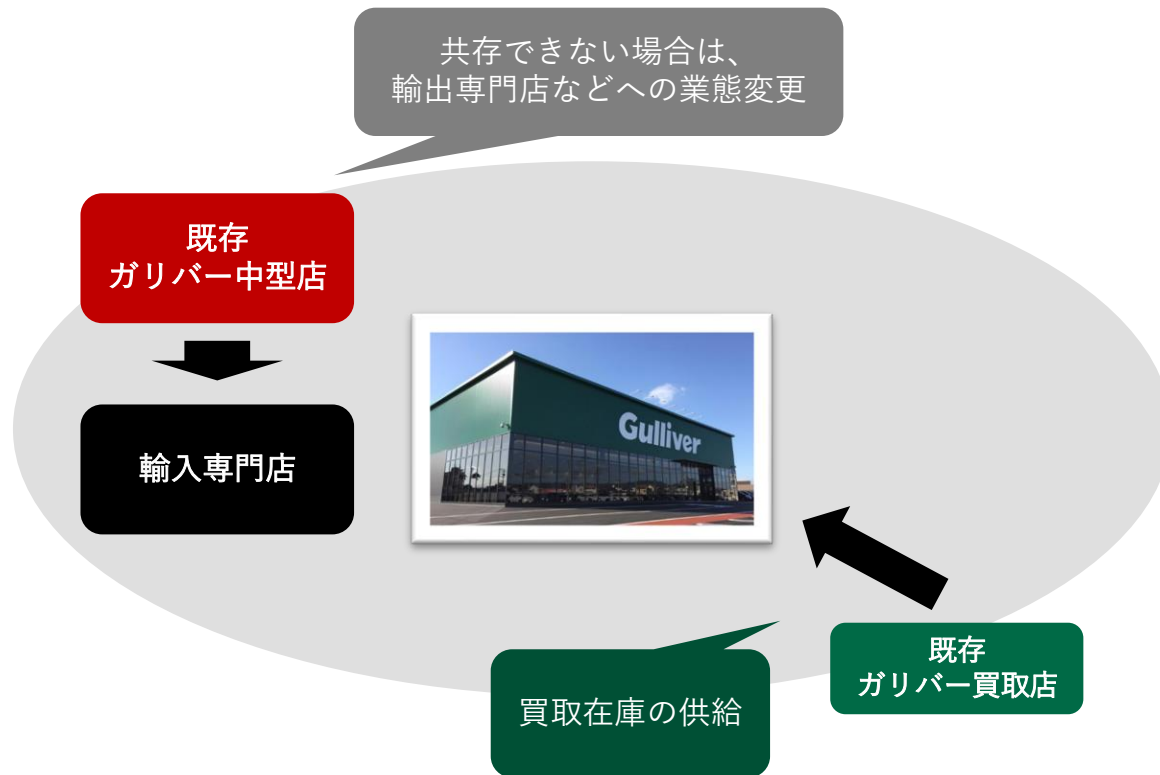 共存できない場合は、
輸出専門店などへの業態変更
既存
ガリバー中型店
輸入専門店
Gulliver
買取在庫の供給
既存
ガリバー買取店